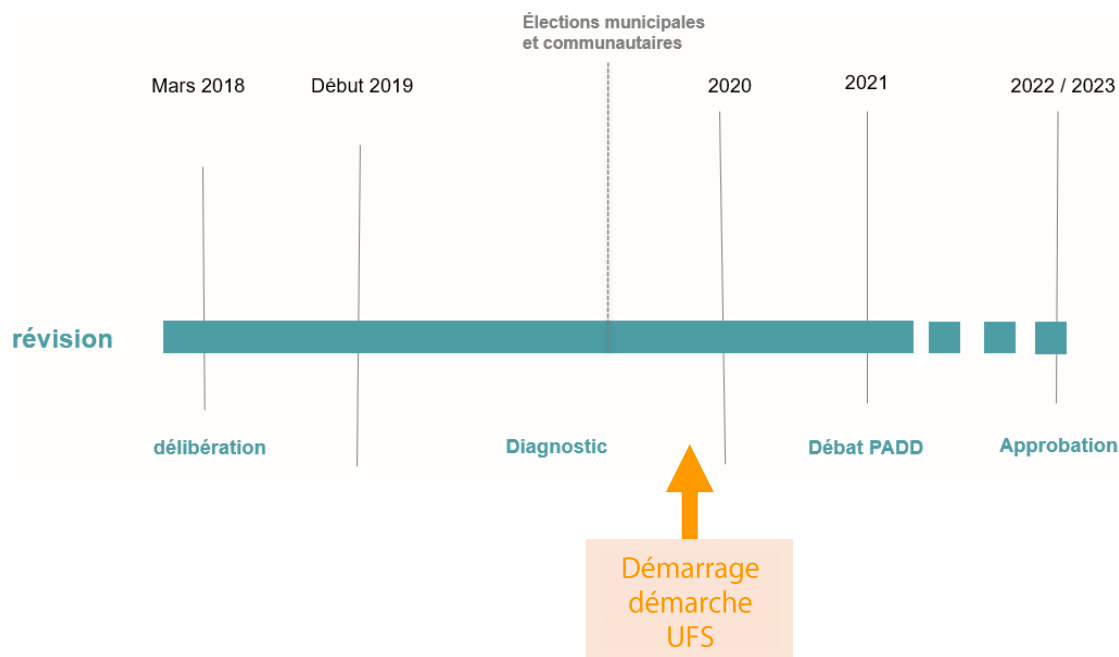 Élections municipales
et communautaires
Mars 2018
Début 2019
2020
2021
2022 / 2023
révision
délibération
Diagnostic
Débat PADD
Approbation
Démarrage
démarche
UFS